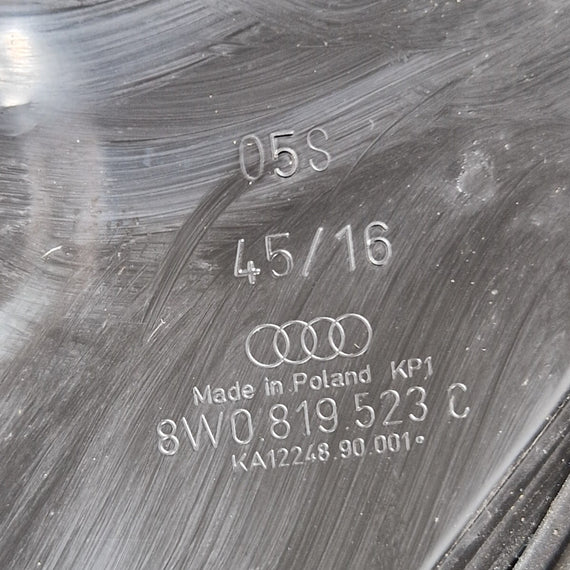 05S
45/16
Made in Poland KP1
8W0.819.523 C
KA12248.90.001